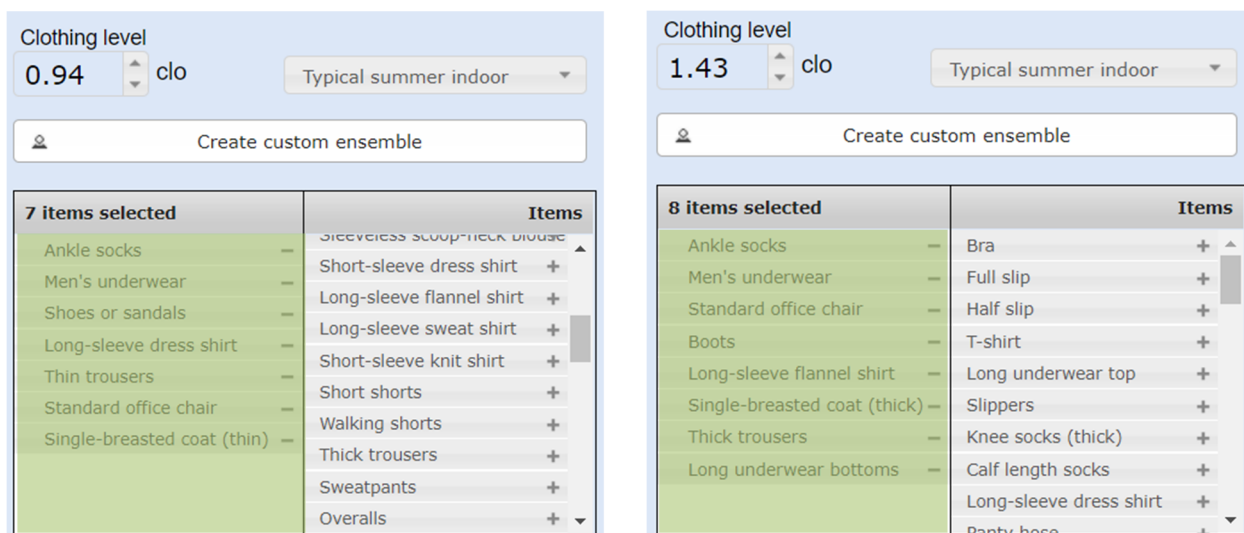 Clothing level
0.94 clo Typical summer indoor
Create custom ensemble
7 items selected Items
Ankle socks
Men's underwear
Shoes or sandals
Long-sleeve dress shirt
Thin trousers
Standard office chair
Single-breasted coat (thin)
Sleeveless scoop-neck blouse
Short-sleeve dress shirt
Long-sleeve flannel shirt
Long-sleeve sweat shirt
Short-sleeve knit shirt
Short shorts
Walking shorts
Thick trousers
Sweatpants
Overalls
Clothing level
1.43 clo Typical summer indoor
Create custom ensemble
8 items selected Items
Ankle socks
Men's underwear
Standard office chair
Boots
Long-sleeve flannel shirt
Single-breasted coat (thick)
Thick trousers
Long underwear bottoms
Bra
Full slip
Half slip
T-shirt
Long underwear top
Slippers
Knee socks (thick)
Calf length socks
Long-sleeve dress shirt
Panty hose